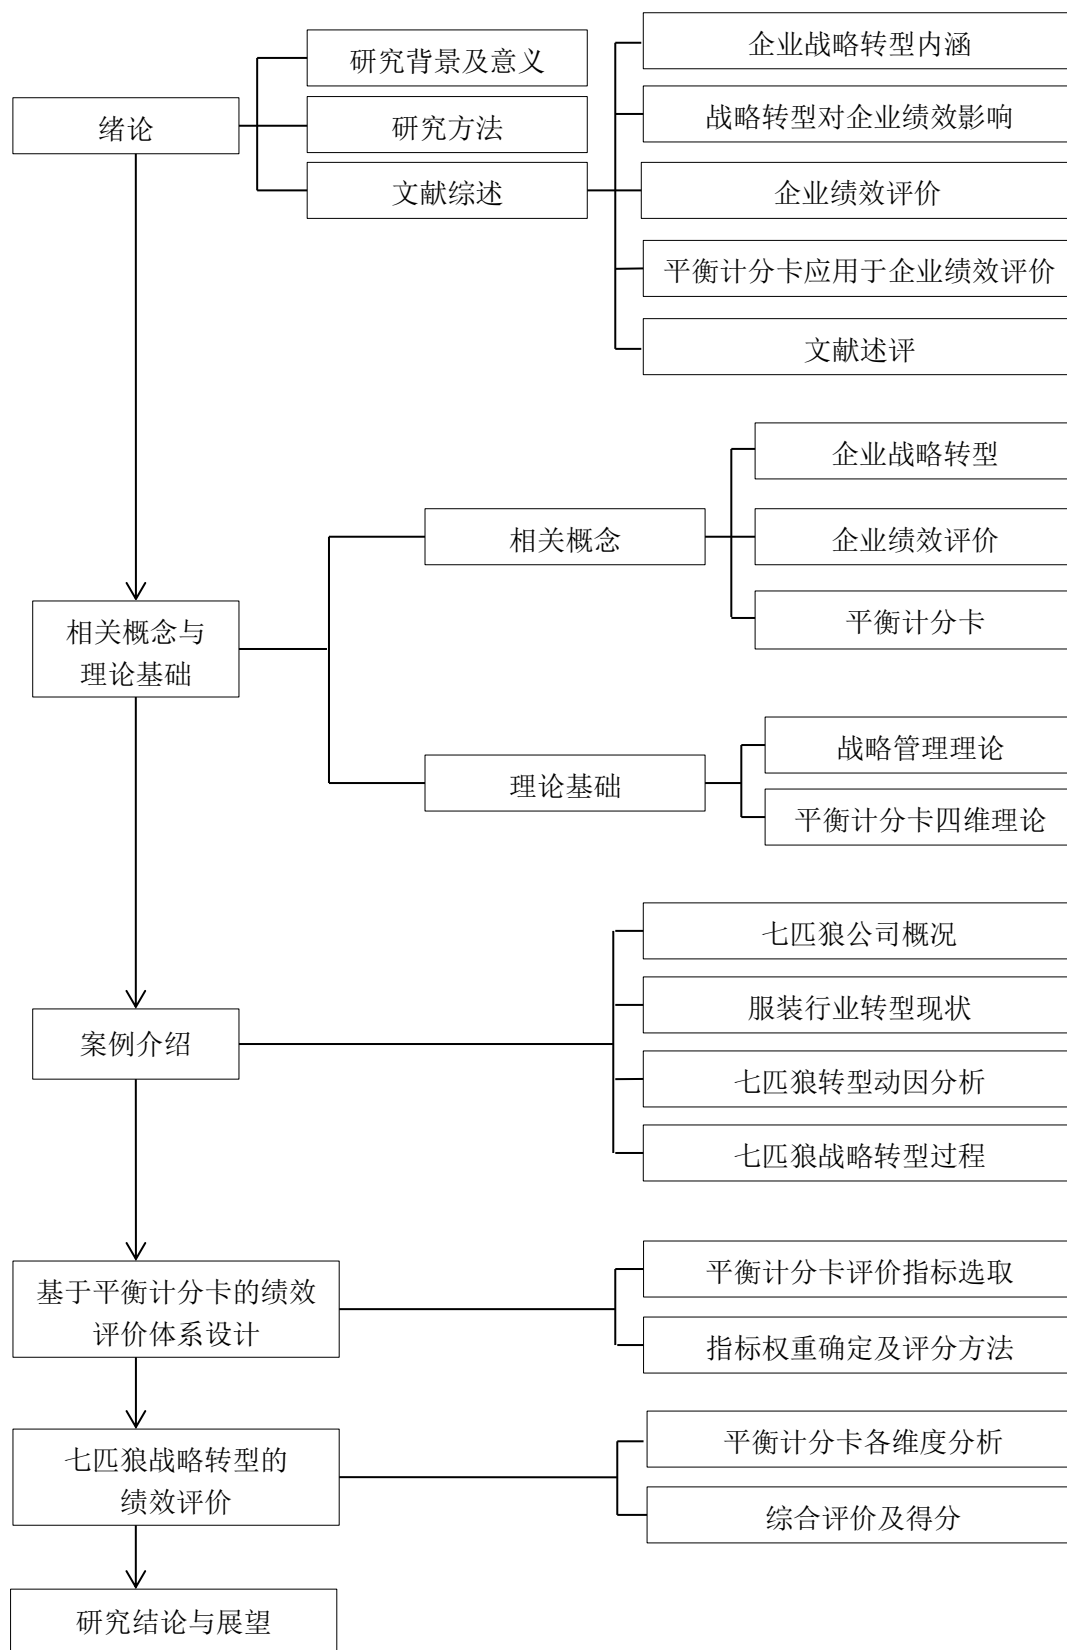 绪论
研究背景及意义
研究方法
文献综述
企业战略转型内涵
战略转型对企业绩效影响
企业绩效评价
平衡计分卡应用于企业绩效评价
文献述评
相关概念与
理论基础
相关概念
企业战略转型
企业绩效评价
平衡计分卡
理论基础
战略管理理论
平衡计分卡四维理论
案例介绍
七匹狼公司概况
服装行业转型现状
七匹狼转型动因分析
七匹狼战略转型过程
基于平衡计分卡的绩效
评价体系设计
平衡计分卡评价指标选取
指标权重确定及评分方法
七匹狼战略转型的
绩效评价
平衡计分卡各维度分析
综合评价及得分
研究结论与展望